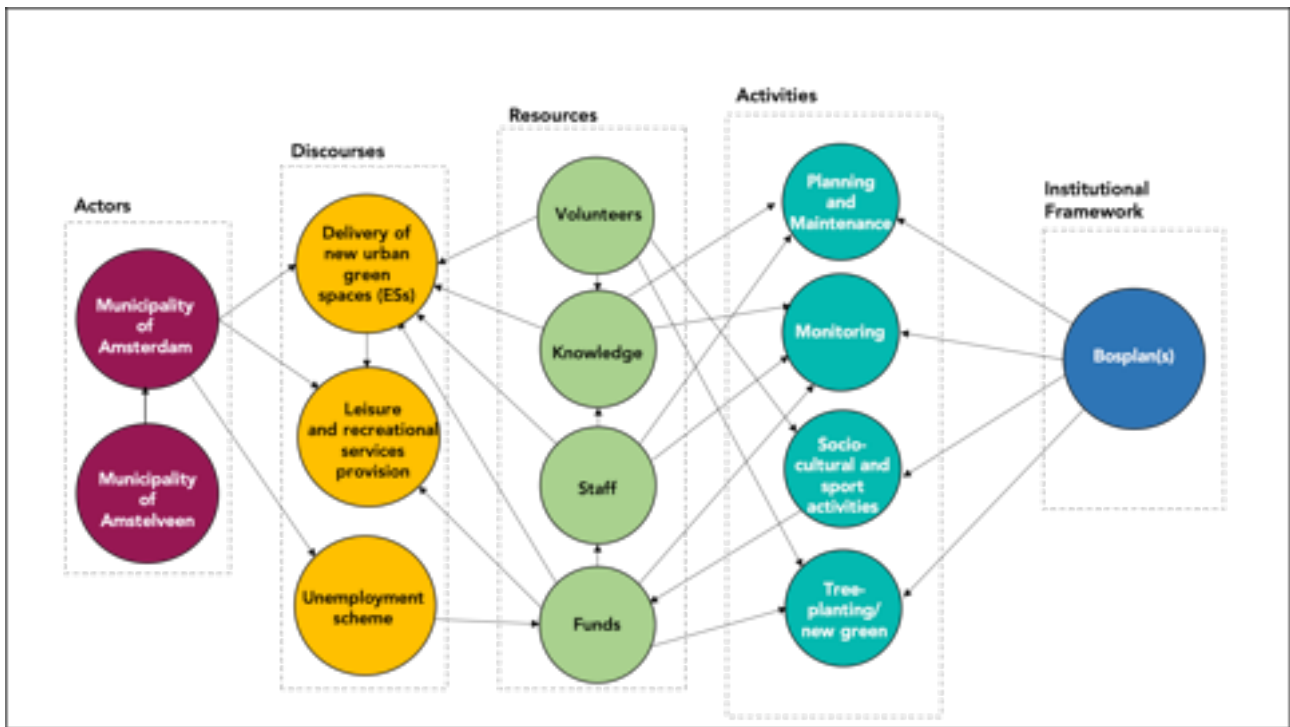 Actors
Municipality
of
Amsterdam
Municipality
of
Amstelveen
Discourses
Delivery of
new urban
green
spaces (ESs)
Leisure
and recreational
services
provision
Unemployment
scheme
Resources
Volunteers
Knowledge
Staff
Funds
Activities
Planning
and
Maintenance
Monitoring
Socio-
cultural and
sport
activities
Tree-
planting/
new green
Institutional
Framework
Bosplan(s)